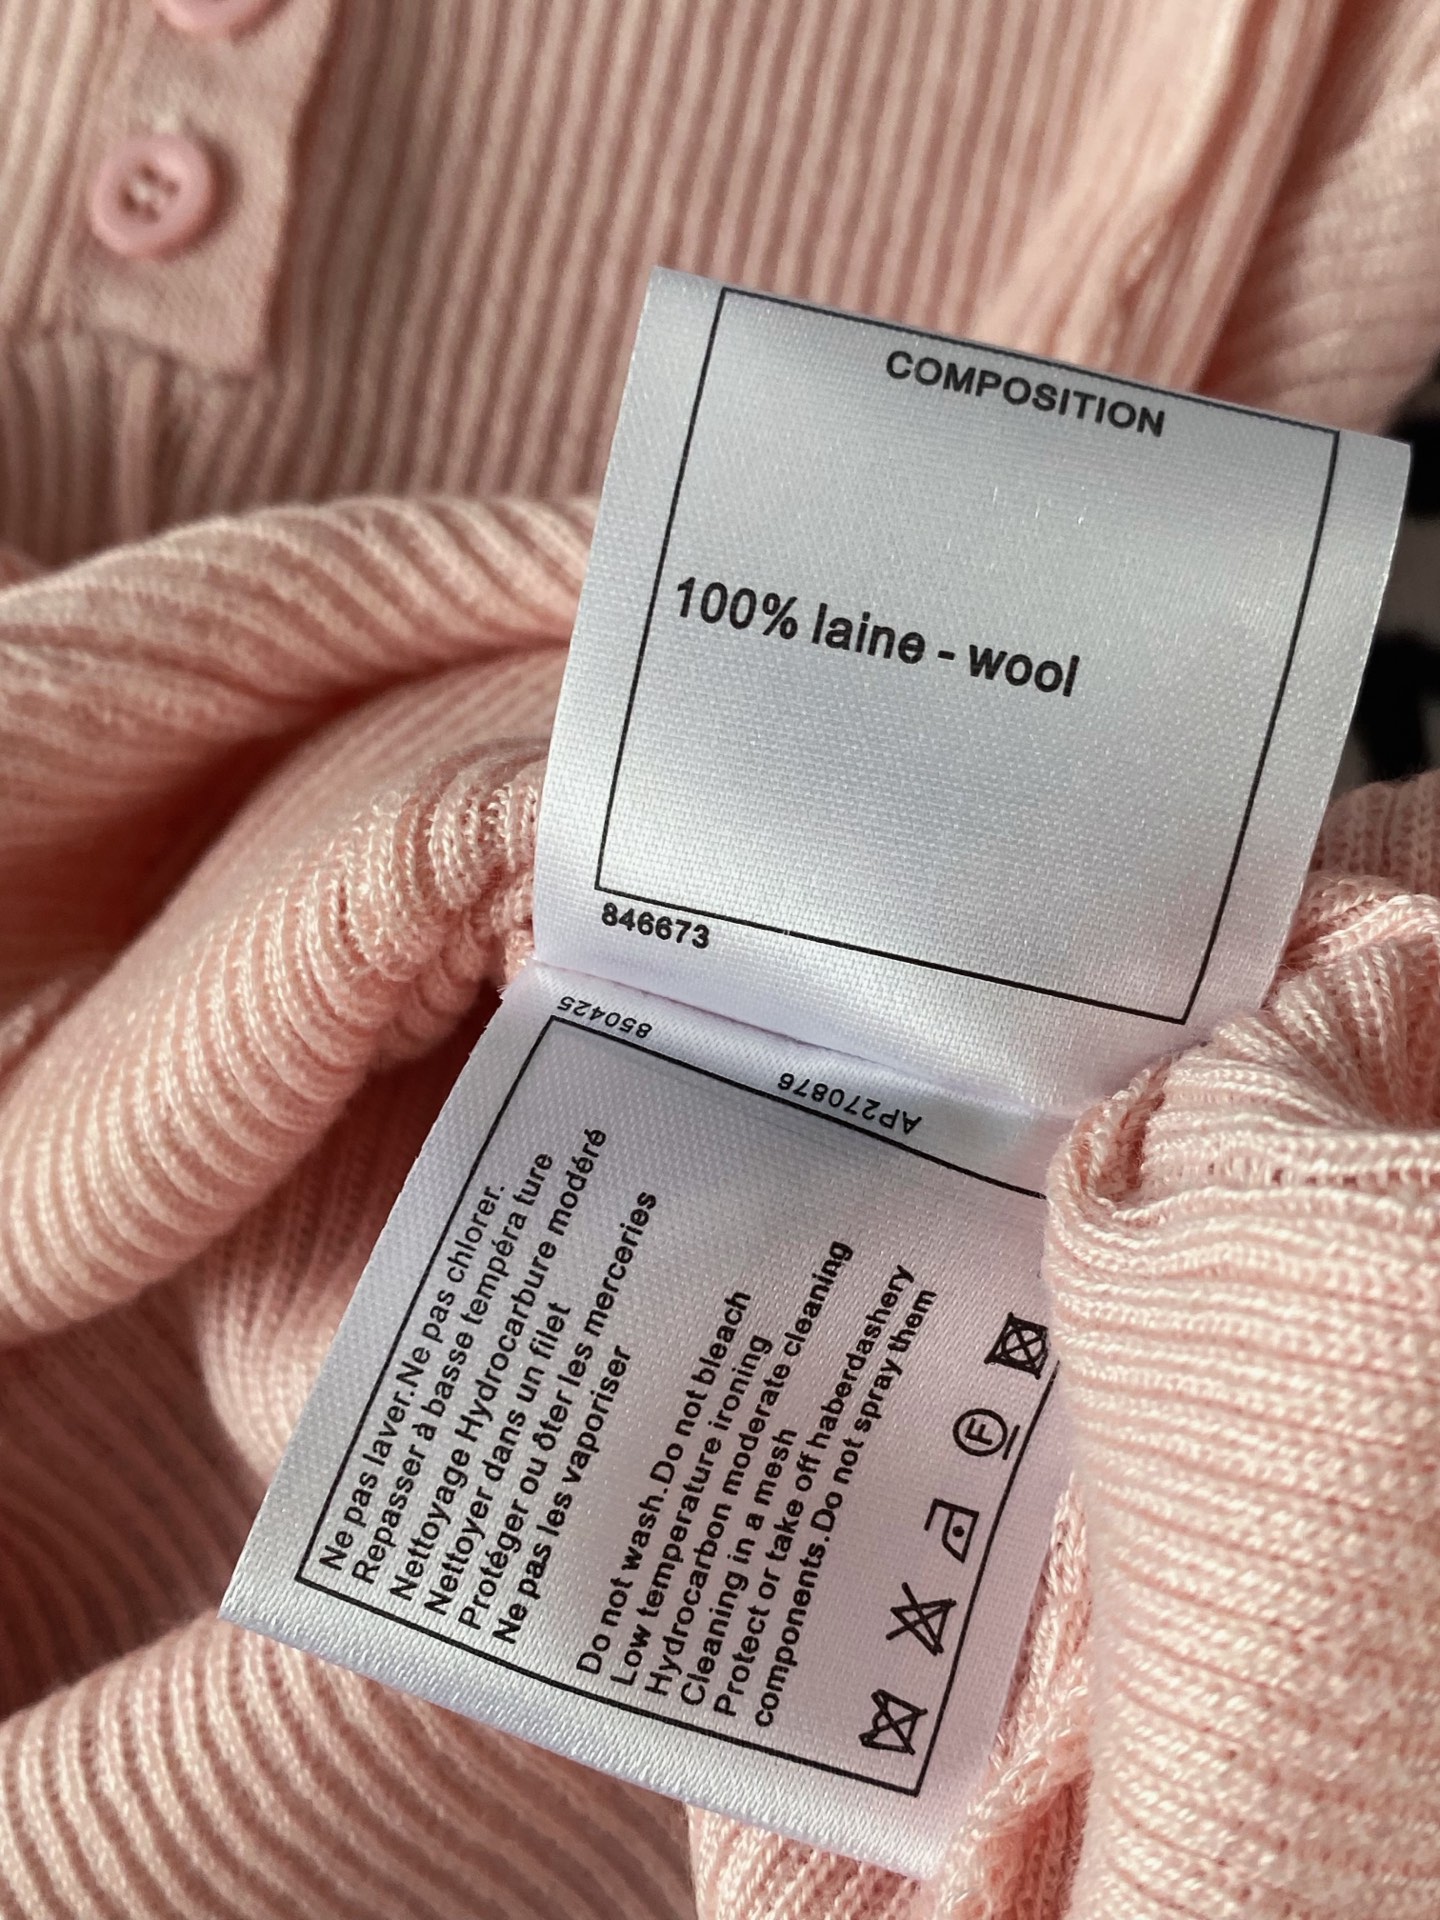 COMPOSITION
100% laine - wool
846673
850425
AP270876
Ne pas laver.Ne pas chlorer.
Repasser à basse tempéra ture
Nettoyage Hydrocarbure modéré
Nettoyer dans un filet
Protéger ou ôter les merceries
Ne pas les vaporiser
Do not wash.Do not bleach
Low temperature ironing
Hydrocarbon moderate cleaning
Cleaning in a mesh
Protect or take off haberdashery
components.Do not spray them
F